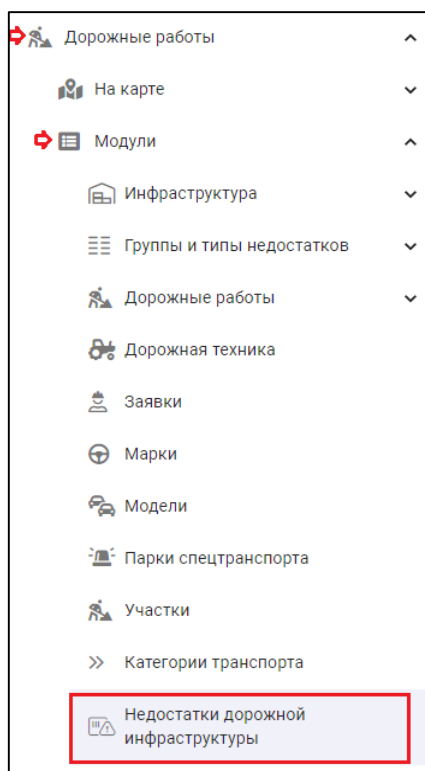 Дорожные работы
На карте
Модули
Инфраструктура
Группы и типы недостатков
Дорожные работы
Дорожная техника
Заявки
Марки
Модели
Парки спецтранспорта
Участки
Категории транспорта
Недостатки дорожной
инфраструктуры